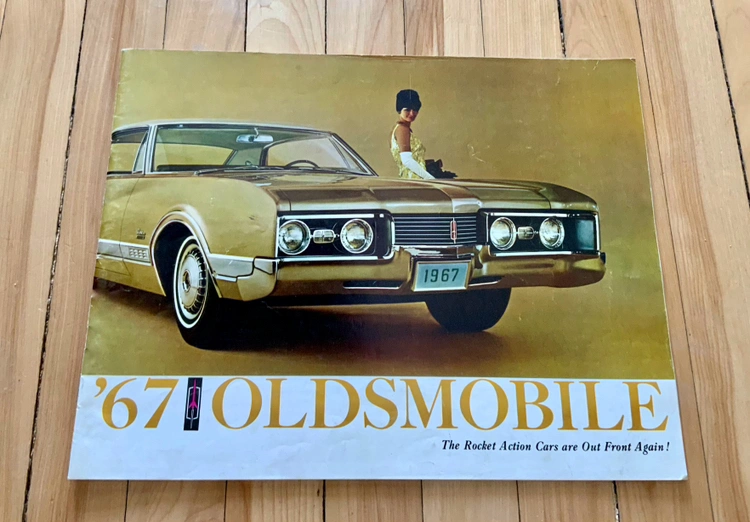 1967
'67 OLDSMOBILE
The Rocket Action Cars are Out Front Again!